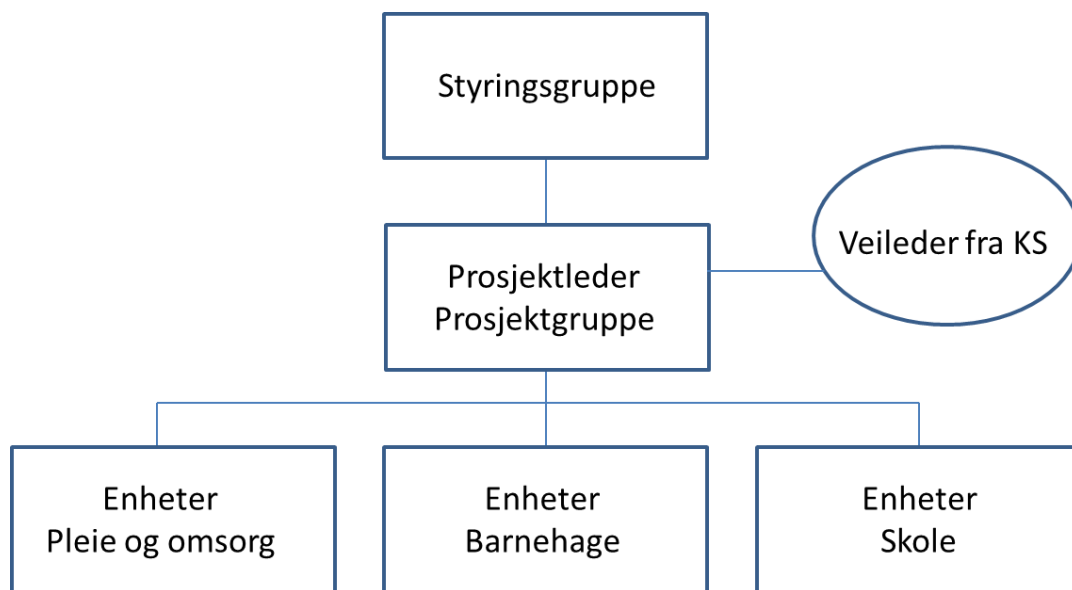 Styringsgruppe
Veileder fra KS
Prosjektleder
Prosjektgruppe
Enheter
Pleie og omsorg
Enheter
Barnehage
Enheter
Skole